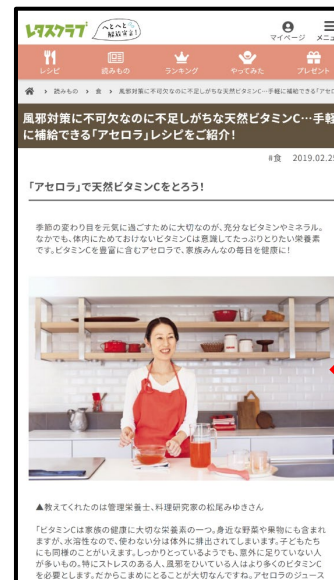 レタスクラブ
へとへと
解放宣言!
マイページ
メニュ
レシピ
読みもの
ランキング
やってみた
プレゼント
> 読みもの > 食 > 風邪対策に不可欠なのに不足しがちな天然ビタミンC…手軽に補給できる「アセロ
風邪対策に不可欠なのに不足しがちな天然ビタミンC…手軽
に補給できる「アセロラ」レシピをご紹介!
#食 2019.02.25
「アセロラ」で天然ビタミンCをとろう!
季節の変わり目を元気に過ごすために大切なのが、充分なビタミンやミネラル。
なかでも、体内にためておけないビタミンCは意識してたっぷりとりたい栄養素
です。ビタミンCを豊富に含むアセロラで、家族みんなの毎日を健康に!
▲教えてくれたのは管理栄養士、料理研究家の松尾みゆきさん
「ビタミンCは家族の健康に大切な栄養素の一つ。身近な野菜や果物にも含まれ
ますが、水溶性なので、使わない分は体外に排出されてしまいます。子どもたち
にも同様のことがいえます。しっかりとっているようでも、意外に足りていない人
が多いもの。特にストレスのある人、風邪をひいている人はより多くのビタミンC
を必要とします。だからこまめにとることが大切なんですね。アセロラのジュース